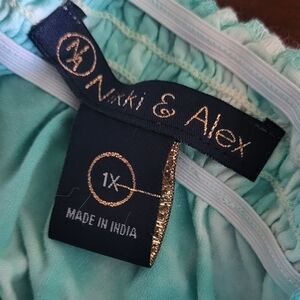 Nikki & Alex
1X
MADE IN INDIA